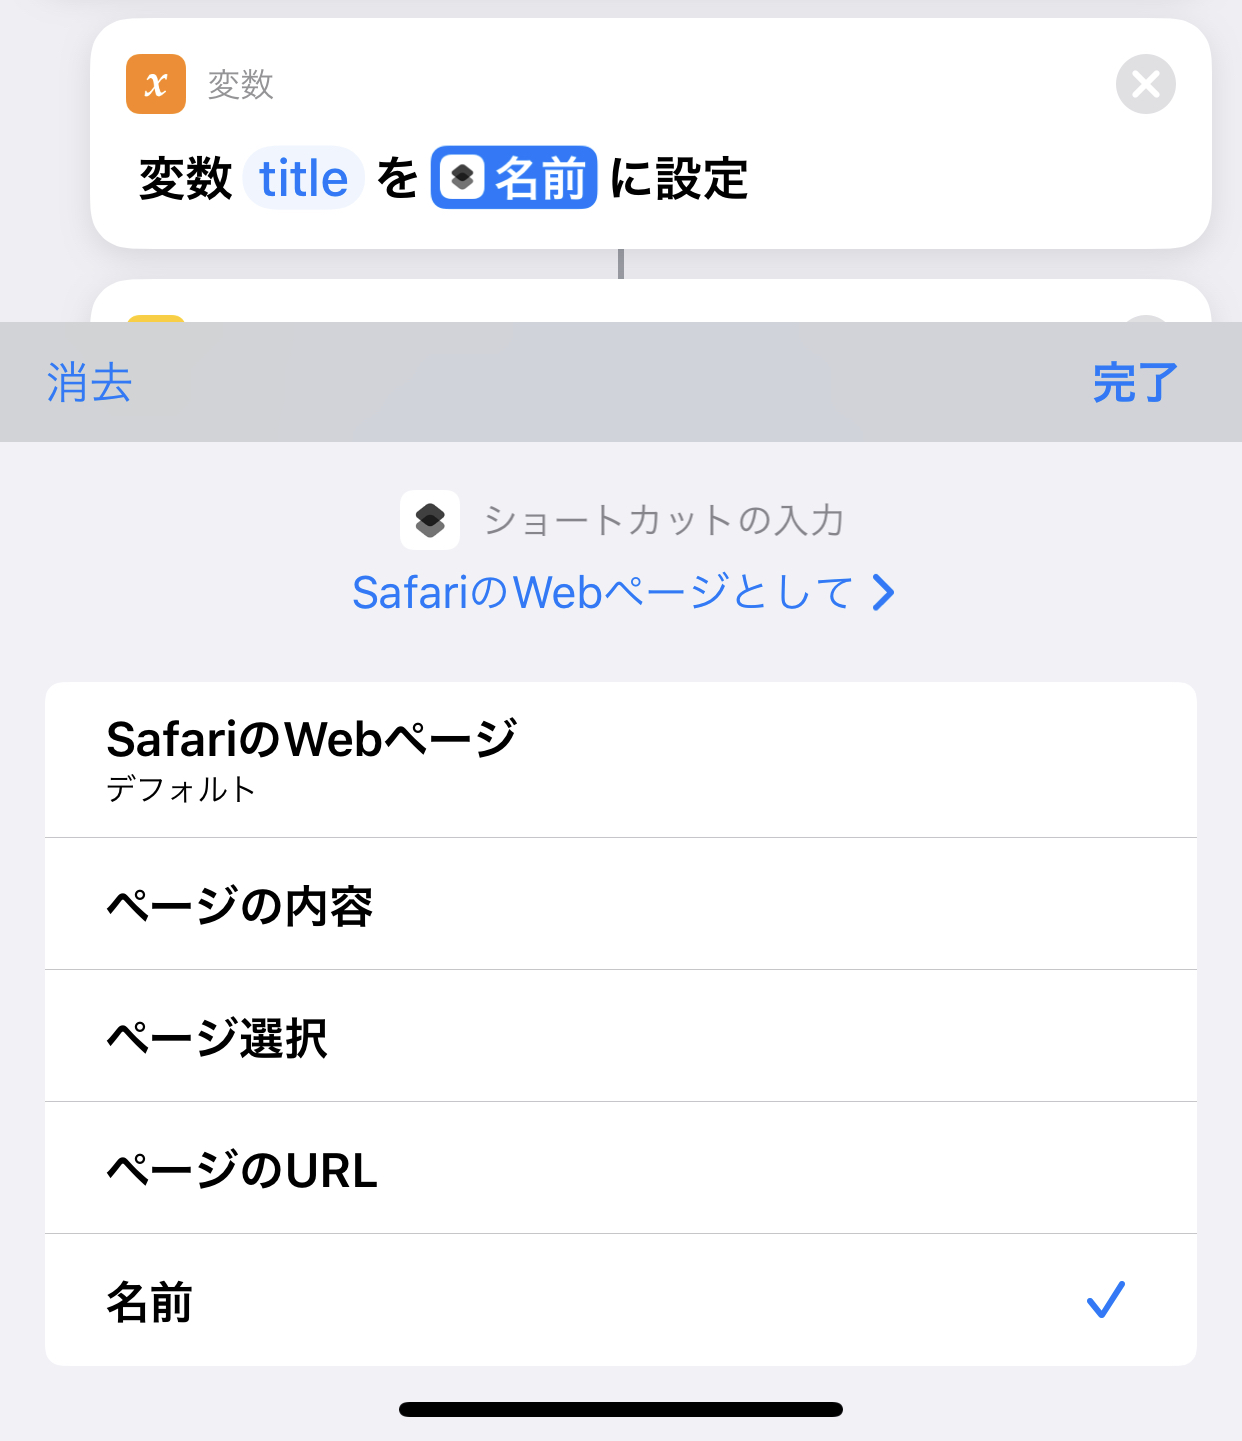 変数
変数 title を 名前 に設定
消去 完了
ショートカットの入力
SafariのWebページとして
SafariのWebページ
デフォルト
ページの内容
ページ選択
ページのURL
名前